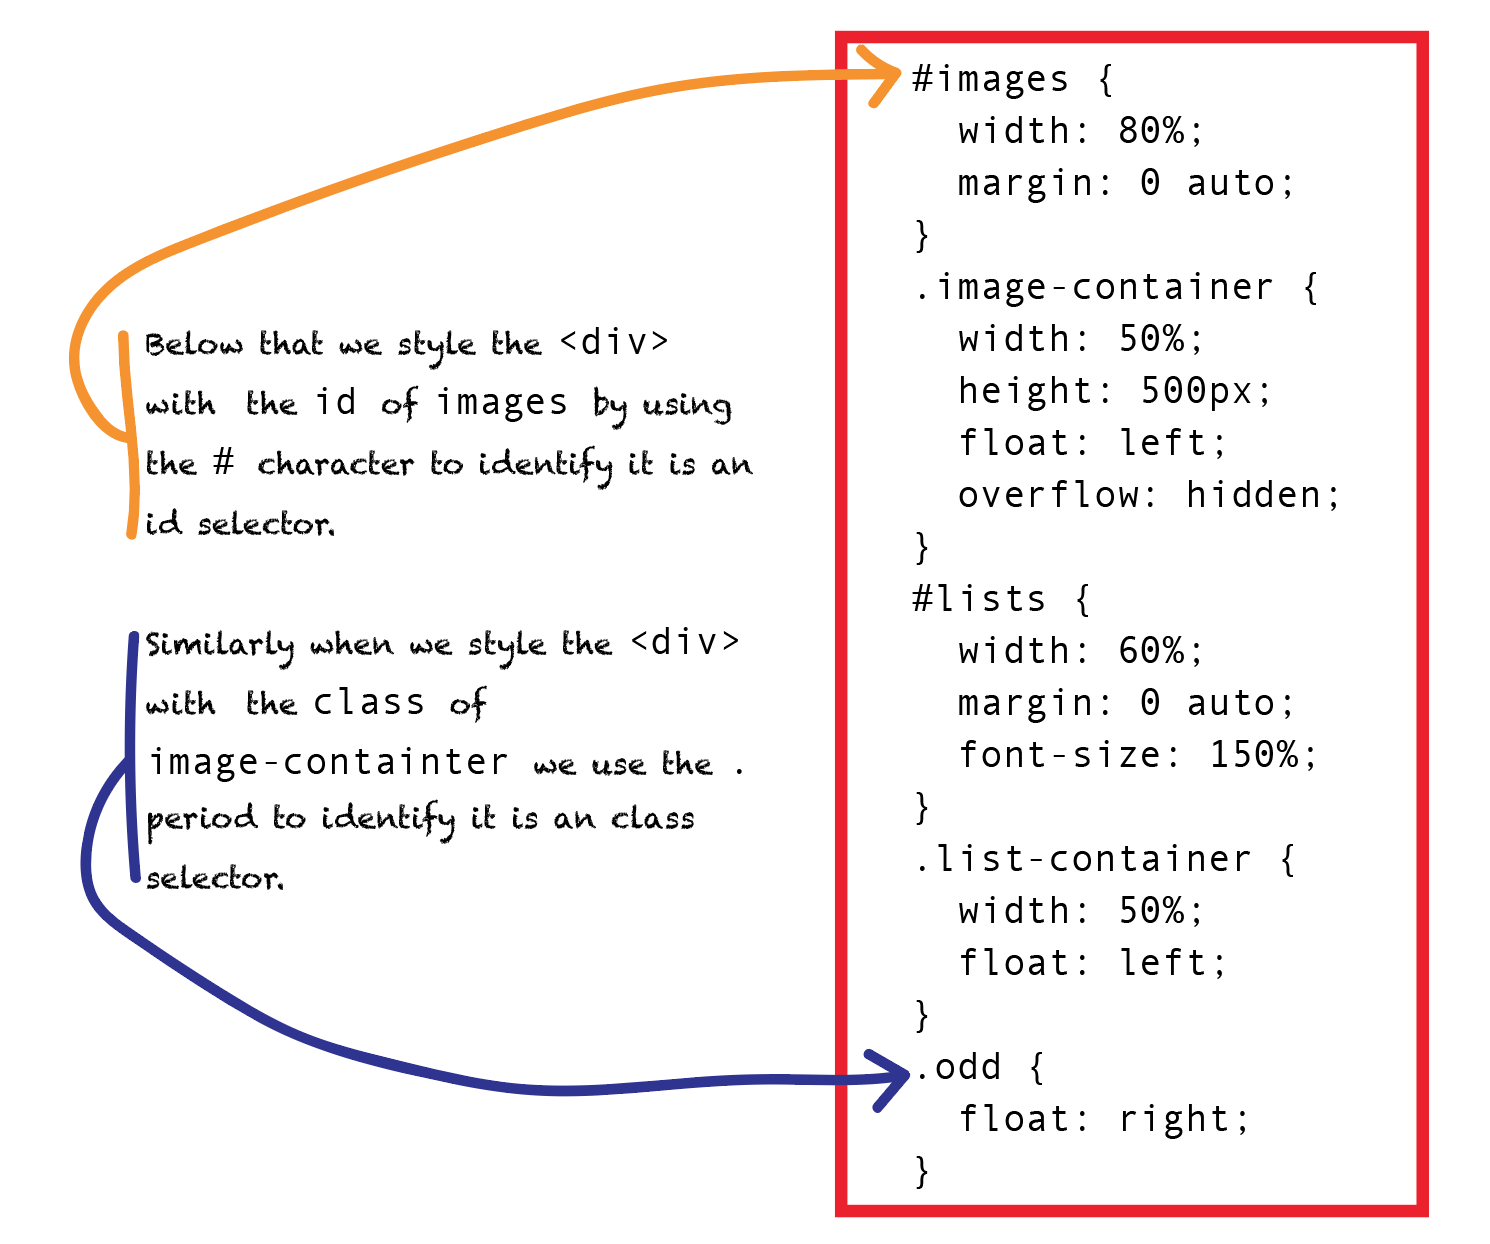 Below that we style the <div>
with the id of images by using
the # character to identify it is an
id selector.
Similarly when we style the <div>
with the class of
image-containter we use the .
period to identify it is an class
selector.
#images {
  width: 80%;
  margin: 0 auto;
}
.image-container {
  width: 50%;
  height: 500px;
  float: left;
  overflow: hidden;
}
#lists {
  width: 60%;
  margin: 0 auto;
  font-size: 150%;
}
.list-container {
  width: 50%;
  float: left;
}
.odd {
  float: right;
}